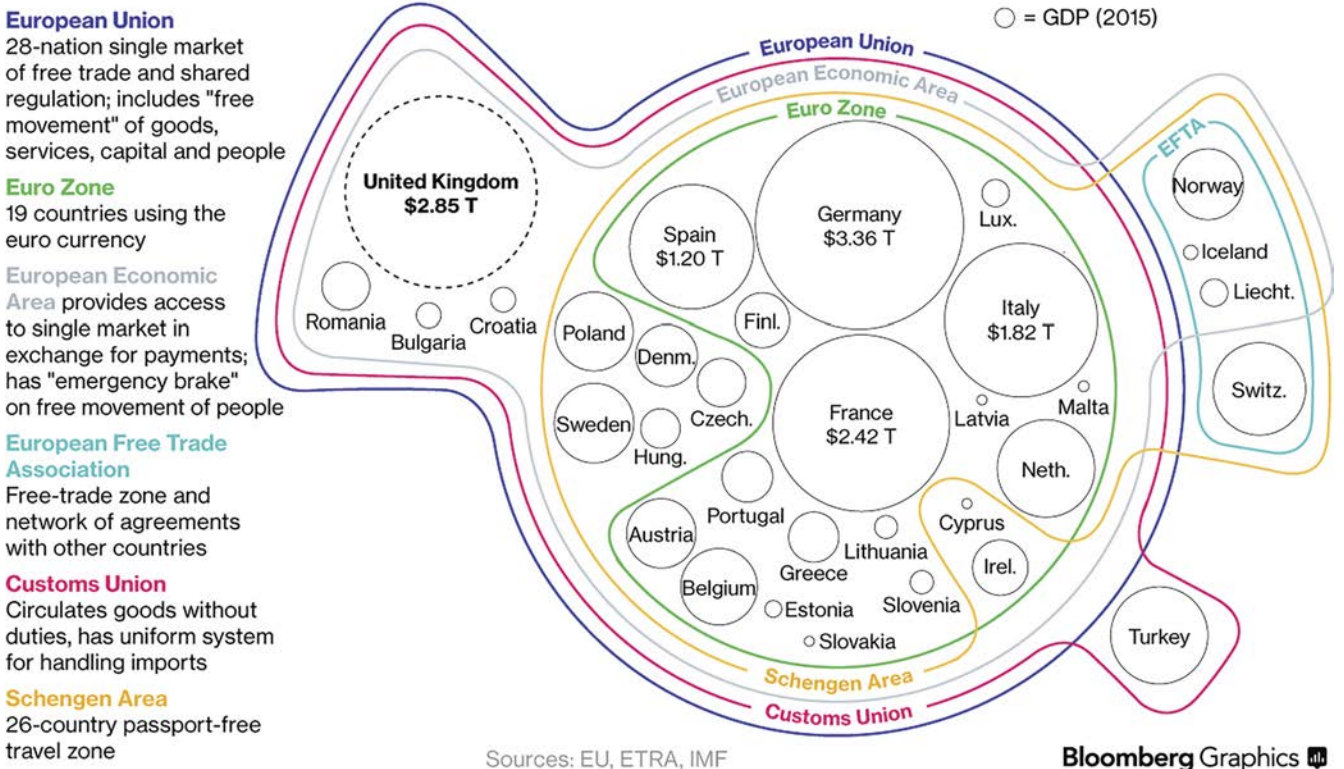 European Union
28-nation single market
of free trade and shared
regulation; includes "free
movement" of goods,
services, capital and people
Euro Zone
19 countries using the
euro currency
European Economic
Area provides access
to single market in
exchange for payments;
has "emergency brake"
on free movement of people
European Free Trade
Association
Free-trade zone and
network of agreements
with other countries
Customs Union
Circulates goods without
duties, has uniform system
for handling imports
Schengen Area
26-country passport-free
travel zone
= GDP (2015)
European Union
European Economic Area
Euro Zone
EFTA
United Kingdom
$2.85 T
Romania
Bulgaria
Croatia
Spain
$1.20 T
Germany
$3.36 T
Lux.
Italy
$1.82 T
Finl.
Poland
Denm.
Czech.
Sweden
Hung.
France
$2.42 T
Latvia
Malta
Neth.
Portugal
Austria
Greece
Lithuania
Cyprus
Irel.
Belgium
Estonia
Slovenia
Slovakia
Norway
Iceland
Liecht.
Switz.
Turkey
Schengen Area
Customs Union
Sources: EU, ETRA, IMF
Bloomberg Graphics